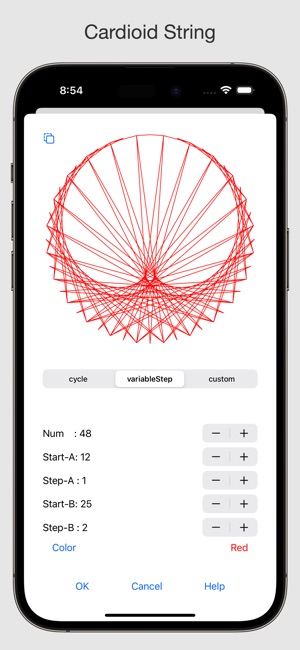 Cardioid String
8:54
cycle variableStep custom
Num : 48
Start-A: 12
Step-A : 1
Start-B: 25
Step-B : 2
Color Red
OK Cancel Help